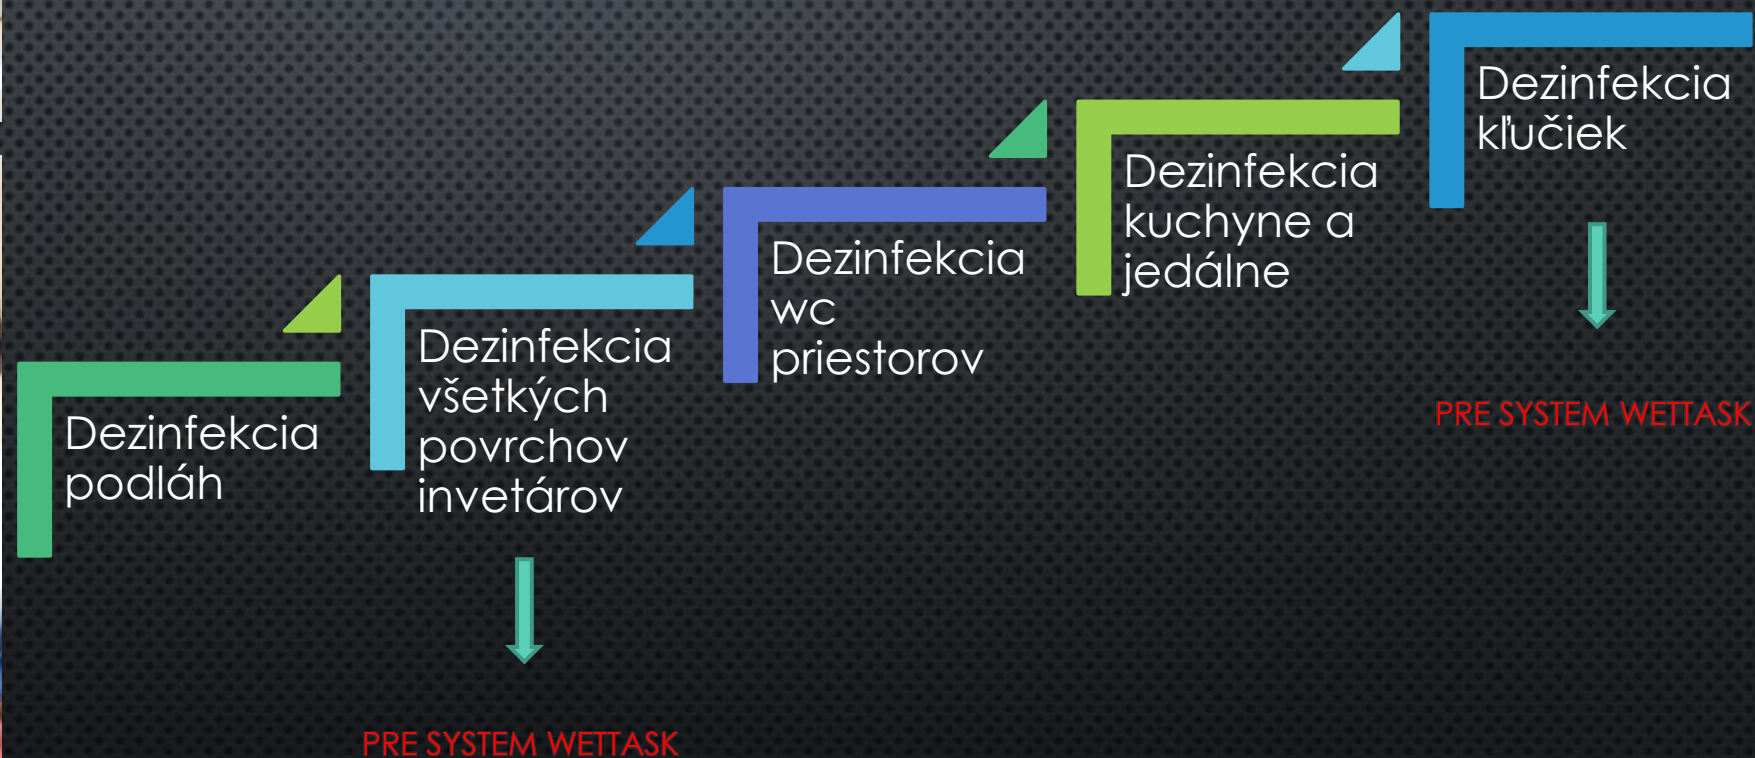 Dezinfekcia
podláh
Dezinfekcia
všetkých
povrchov
invetárov
PRE SYSTEM WETTASK
Dezinfekcia
wc
priestorov
Dezinfekcia
kuchyne a
jedálne
Dezinfekcia
kľučiek
PRE SYSTEM WETTASK